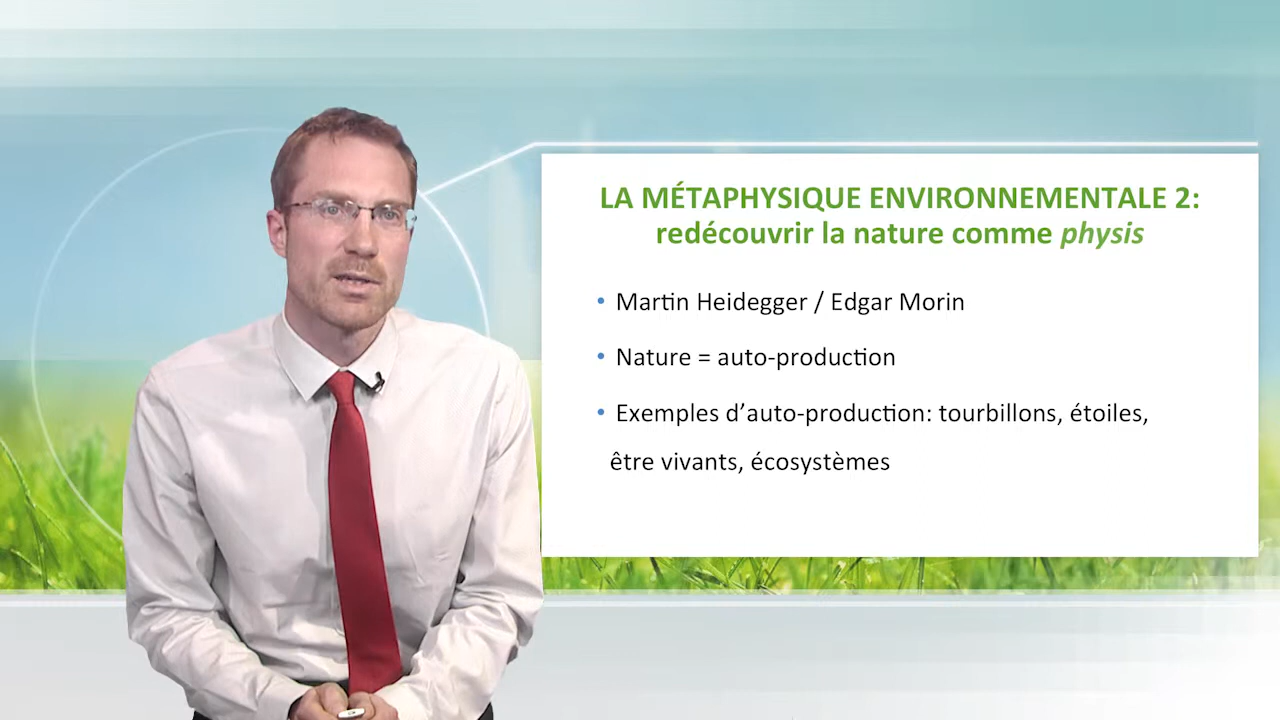 LA MÉTAPHYSIQUE ENVIRONNEMENTALE 2:
redécouvrir la nature comme physis
• Martin Heidegger / Edgar Morin
• Nature = auto-production
• Exemples d’auto-production: tourbillons, étoiles,
être vivants, écosystèmes